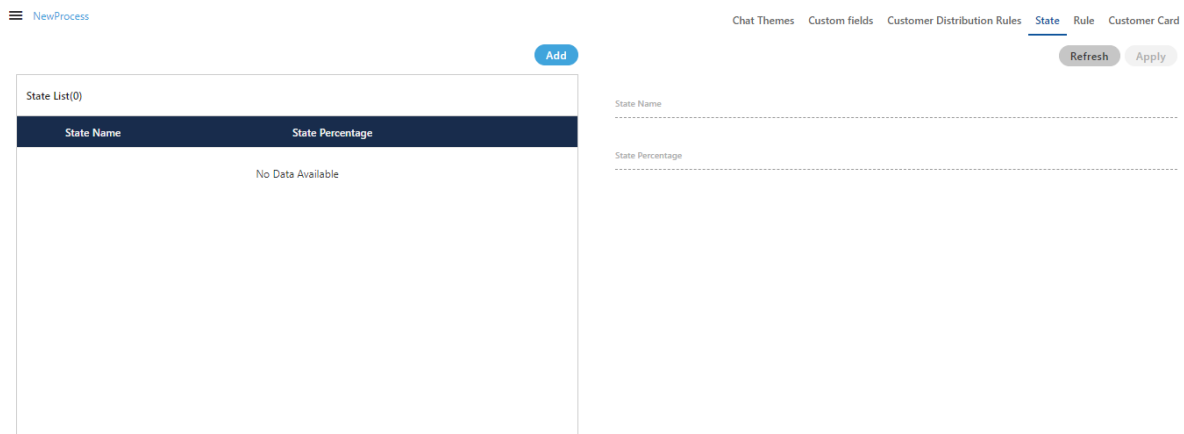 NewProcess
Chat Themes Custom fields Customer Distribution Rules State Rule Customer Card
Add
Refresh Apply
State List(0)
State Name State Percentage
No Data Available
State Name
State Percentage